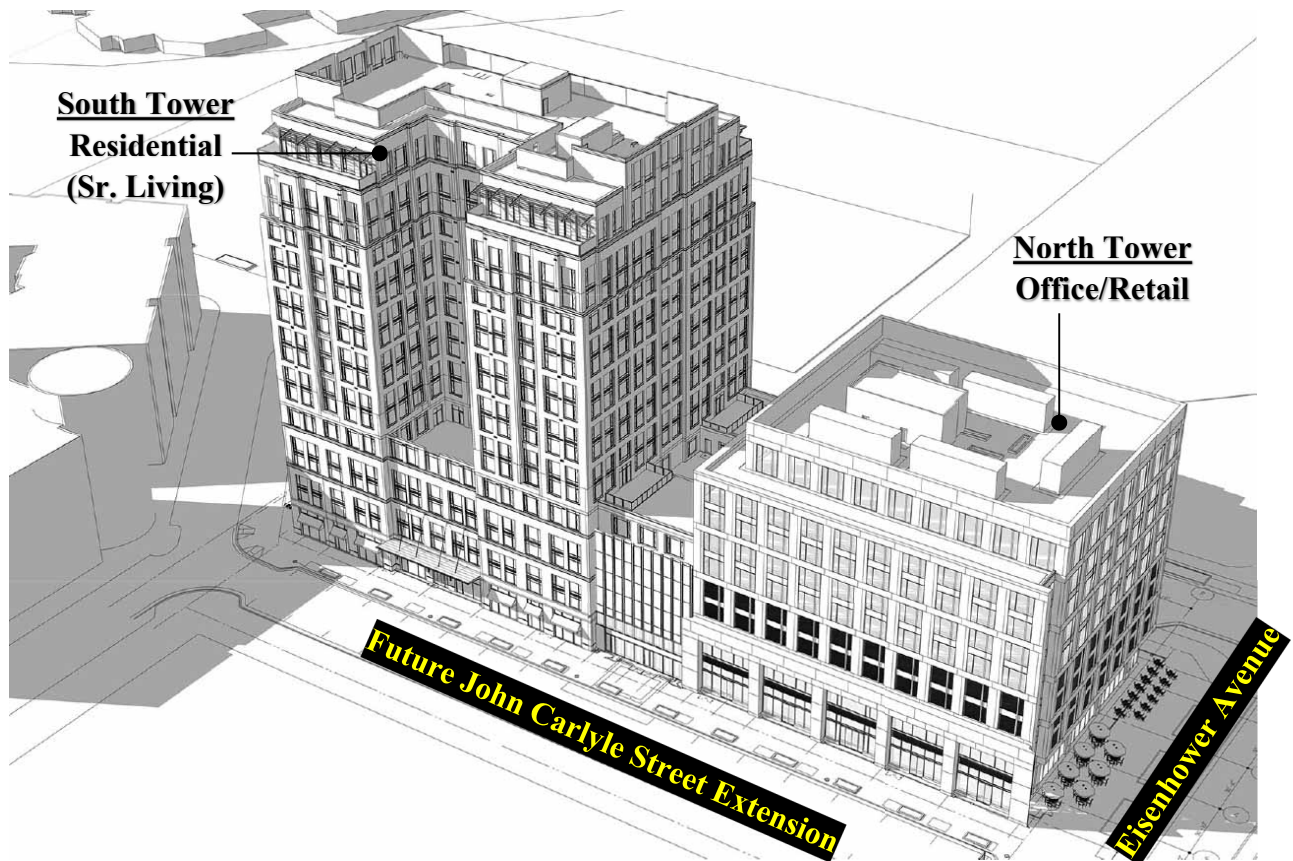 South Tower
Residential
(Sr. Living)
North Tower
Office/Retail
Future John Carlyle Street Extension
Eisenhower Avenue